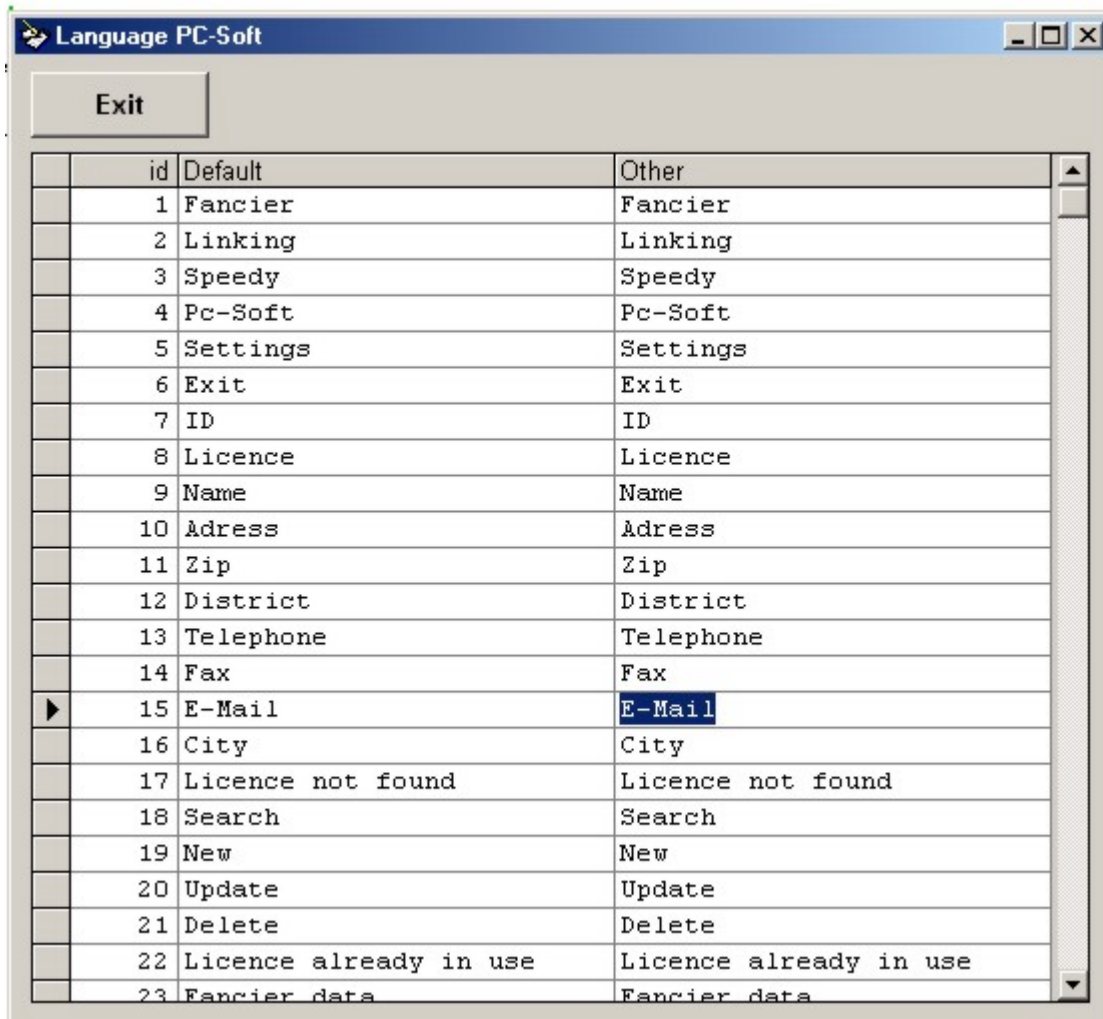 Language PC-Soft
Exit
id Default Other
1 Fancier Fancier
2 Linking Linking
3 Speedy Speedy
4 Pc-Soft Pc-Soft
5 Settings Settings
6 Exit Exit
7 ID ID
8 Licence Licence
9 Name Name
10 Adress Adress
11 Zip Zip
12 District District
13 Telephone Telephone
14 Fax Fax
15 E-Mail E-Mail
16 City City
17 Licence not found Licence not found
18 Search Search
19 New New
20 Update Update
21 Delete Delete
22 Licence already in use Licence already in use
23 Fancier data Fancier data